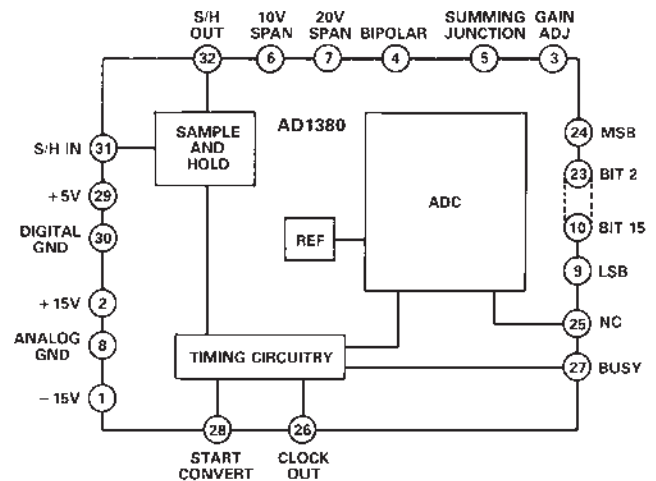 S/H OUT
10V SPAN
20V SPAN
BIPOLAR
SUMMING JUNCTION
GAIN ADJ
32
6
7
4
5
3
SAMPLE AND HOLD
AD1380
24 MSB
S/H IN 31
23 BIT 2
+5V 29
ADC
DIGITAL GND 30
REF
10 BIT 15
9 LSB
+15V 2
25 NC
ANALOG GND 8
TIMING CIRCUITRY
27 BUSY
-15V 1
28
26
START CONVERT
CLOCK OUT